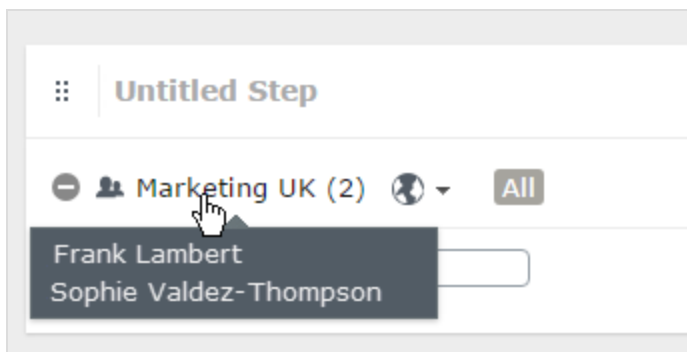 Untitled Step
Marketing UK (2) All
Frank Lambert
Sophie Valdez-Thompson